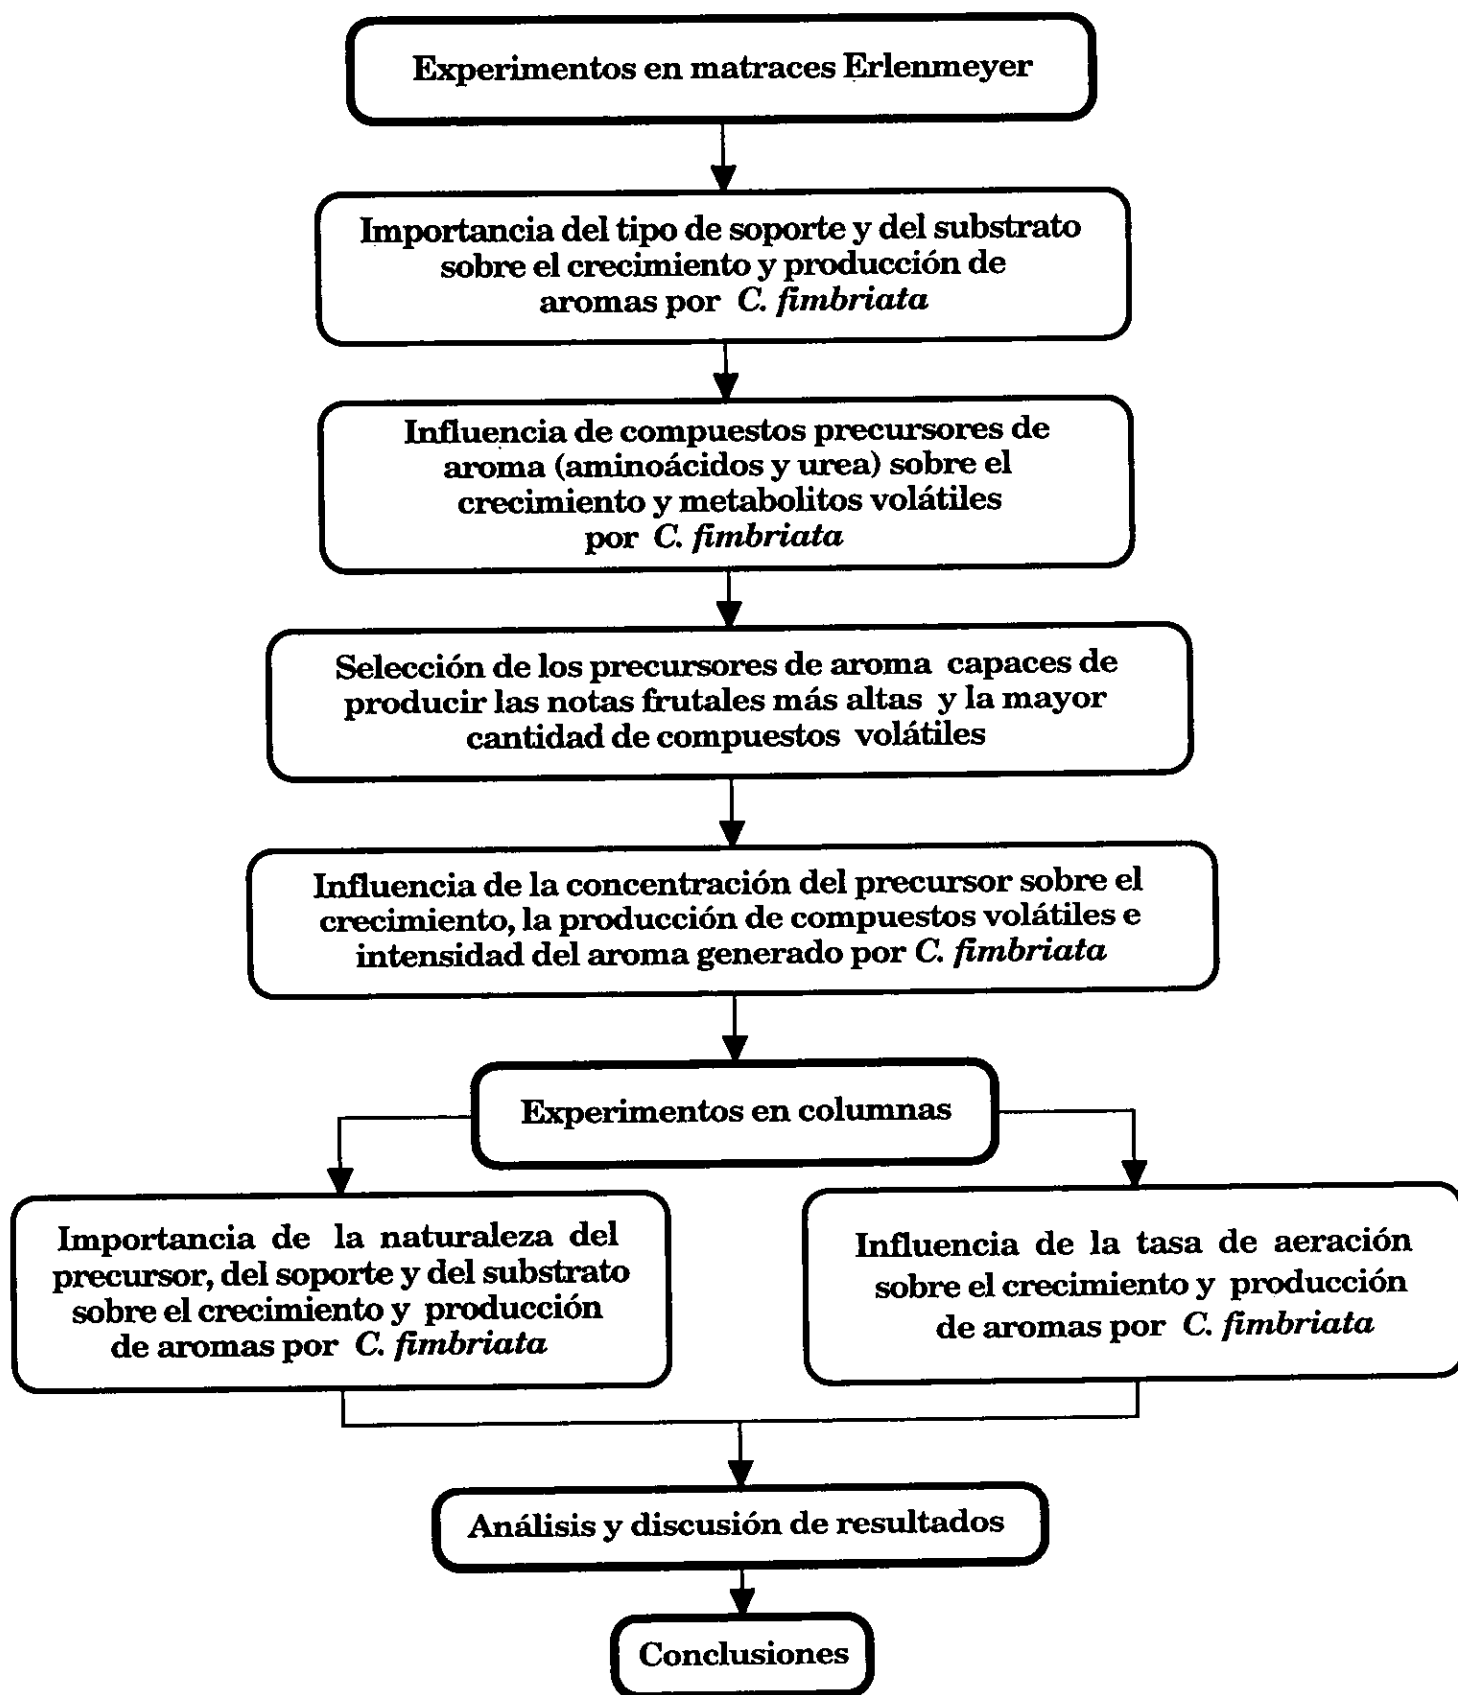 Experimentos en matraces Erlenmeyer
Importancia del tipo de soporte y del substrato
sobre el crecimiento y producción de
aromas por C. fimbriata
Influencia de compuestos precursores de
aroma (aminoácidos y urea) sobre el
crecimiento y metabolitos volátiles
por C. fimbriata
Selección de los precursores de aroma capaces de
producir las notas frutales más altas y la mayor
cantidad de compuestos volátiles
Influencia de la concentración del precursor sobre el
crecimiento, la producción de compuestos volátiles e
intensidad del aroma generado por C. fimbriata
Experimentos en columnas
Importancia de la naturaleza del
precursor, del soporte y del substrato
sobre el crecimiento y producción
de aromas por C. fimbriata
Influencia de la tasa de aeración
sobre el crecimiento y producción
de aromas por C. fimbriata
Análisis y discusión de resultados
Conclusiones